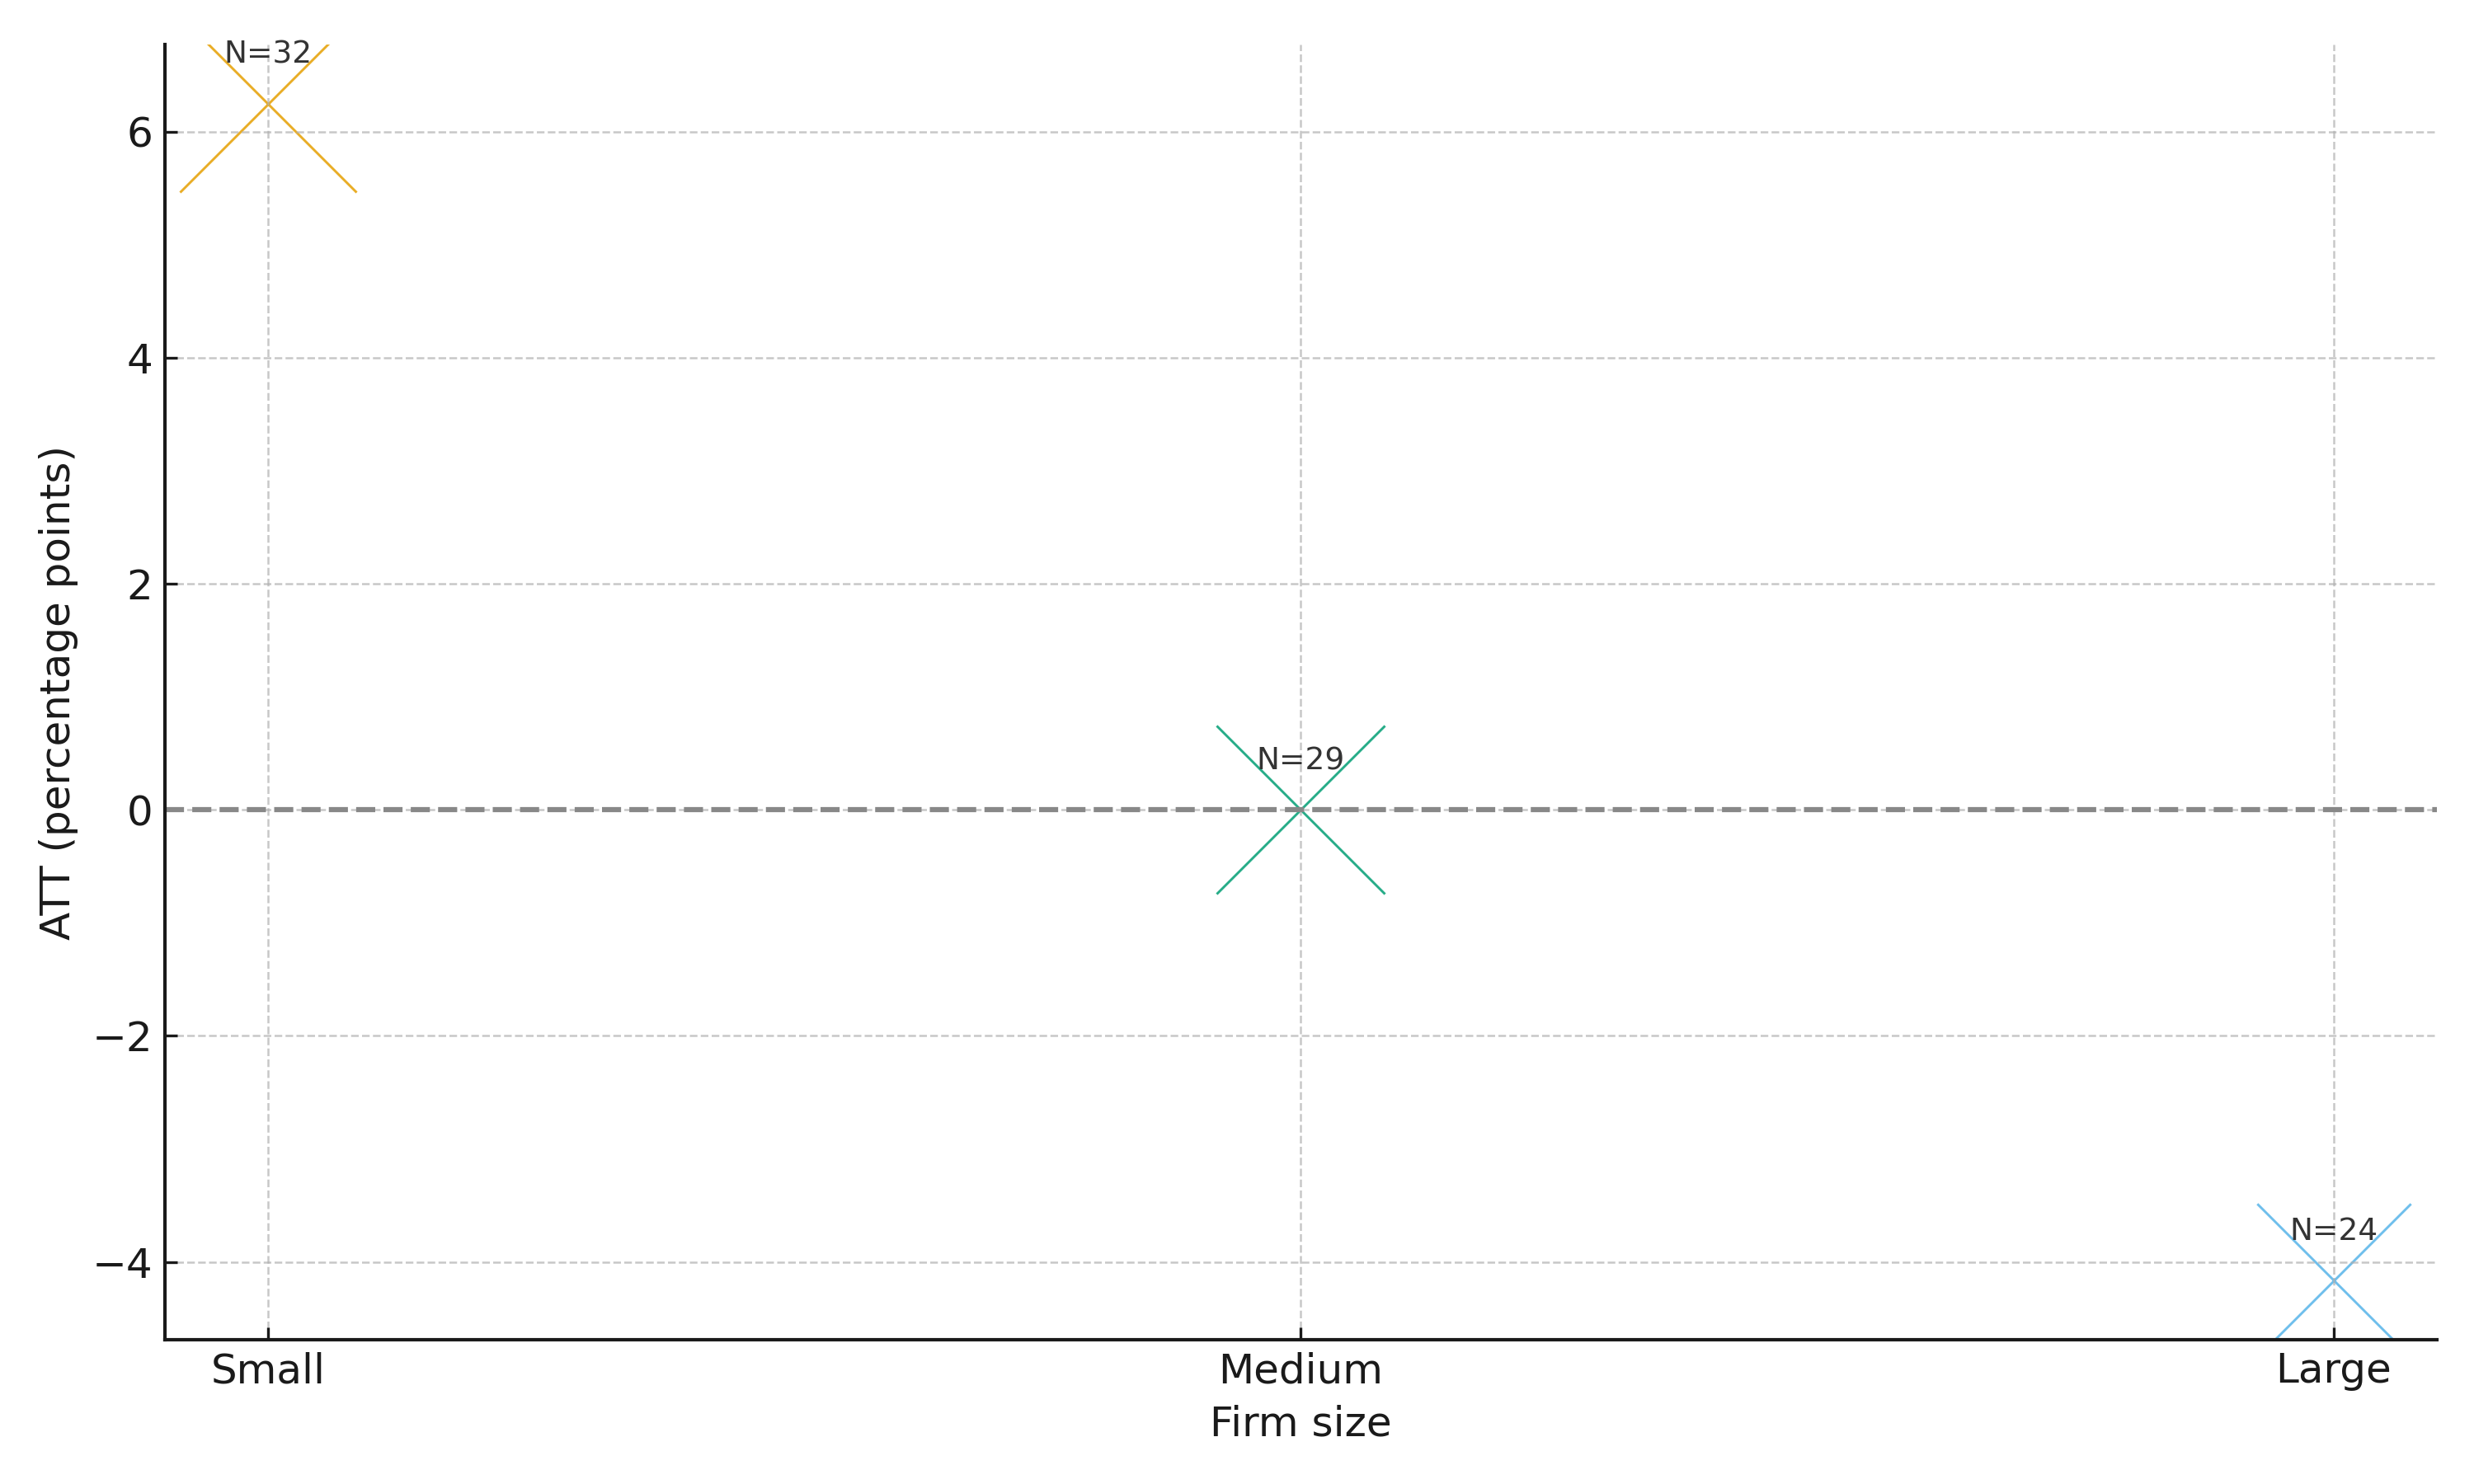 N=32
6
4
2
N=29
0
−2
N=24
−4
Small Medium Large
Firm size
ATT (percentage points)